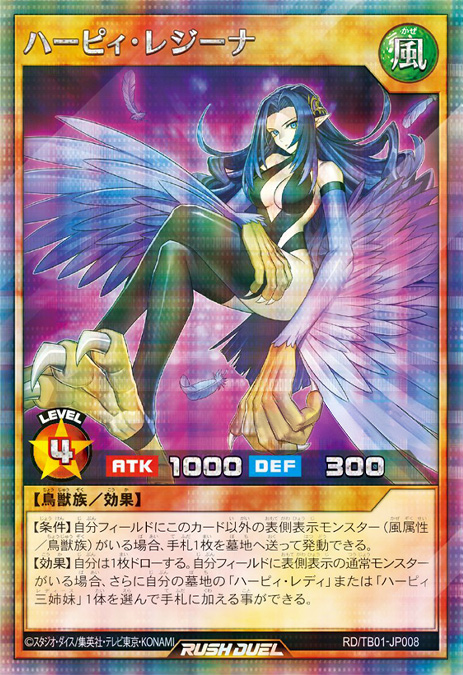 ハーピィ・レジーナ
かぜ
風
LEVEL
4
ATK 1000 DEF 300
【鳥獣族／効果】
【条件】自分フィールドにこのカード以外の表側表示モンスター（風属性
／鳥獣族）がいる場合、手札1枚を墓地へ送って発動できる。
【効果】自分は1枚ドローする。自分フィールドに表側表示の通常モンスター
がいる場合、さらに自分の墓地の「ハーピィ・レディ」または「ハーピィ
三姉妹」1体を選んで手札に加える事ができる。
©スタジオ・ダイス/集英社・テレビ東京・KONAMI
RUSH DUEL
RD/TB01-JP008